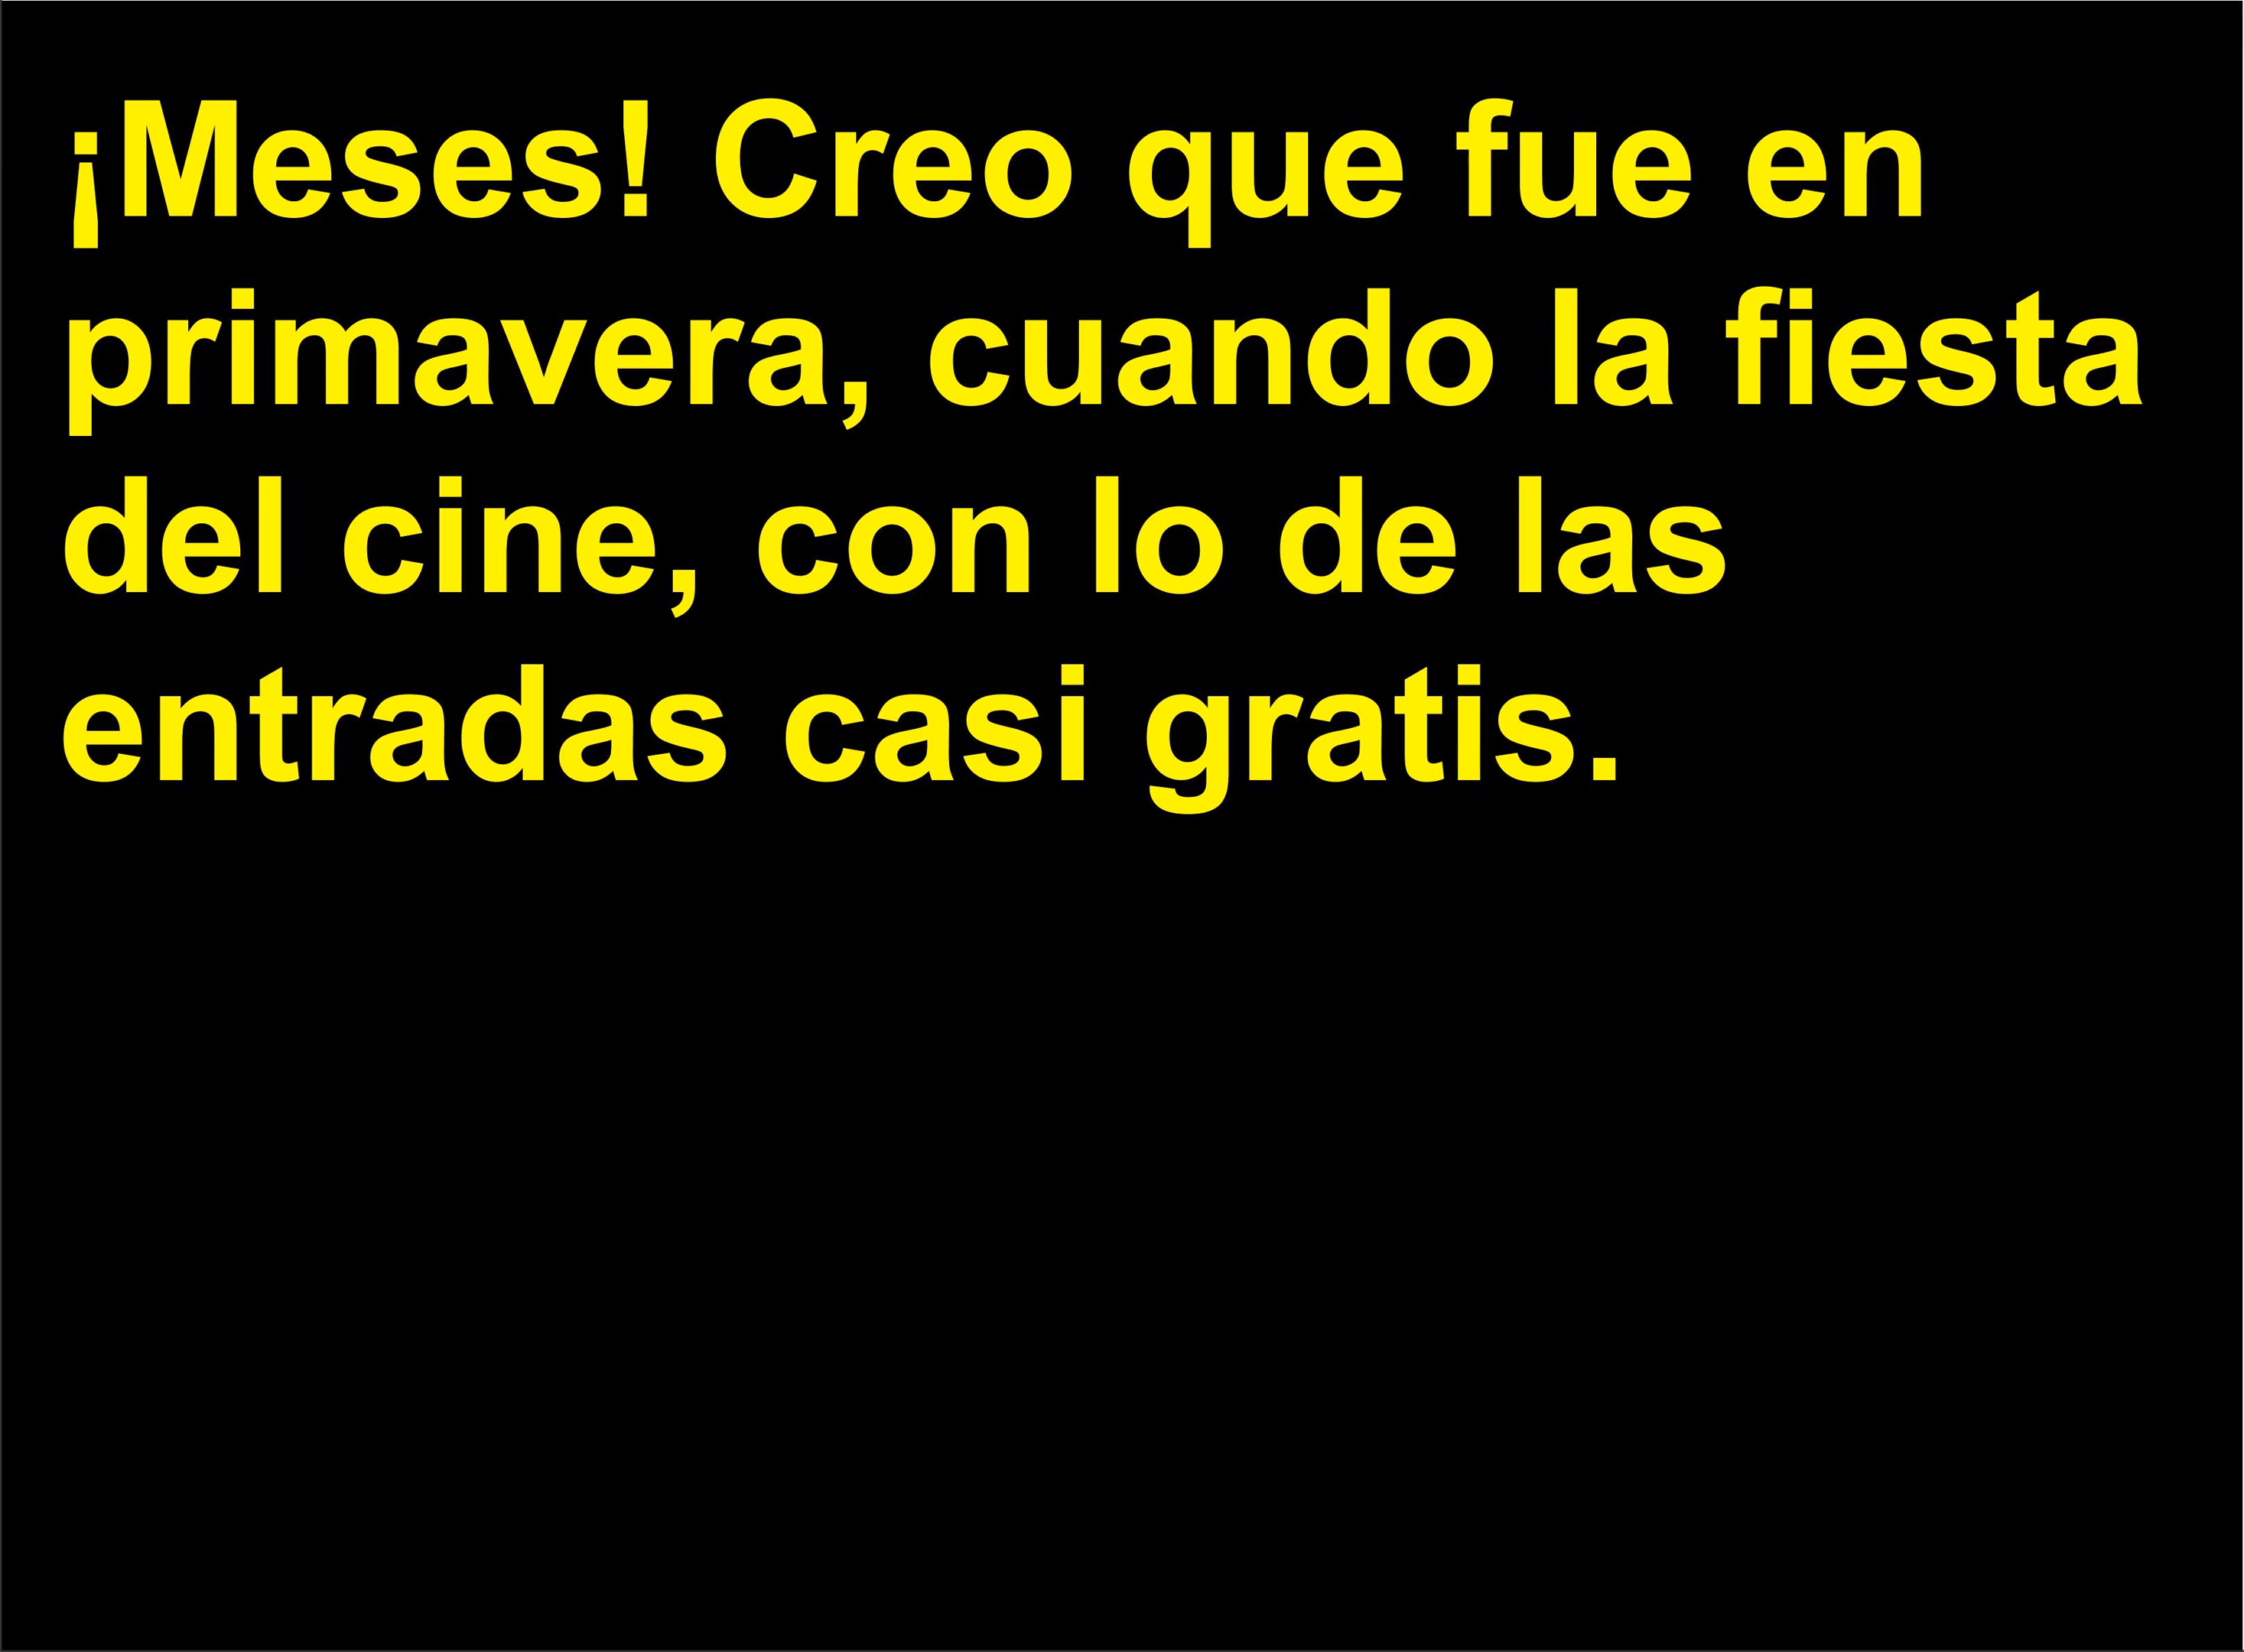 ¡Meses! Creo que fue en
primavera, cuando la fiesta
del cine, con lo de las
entradas casi gratis.